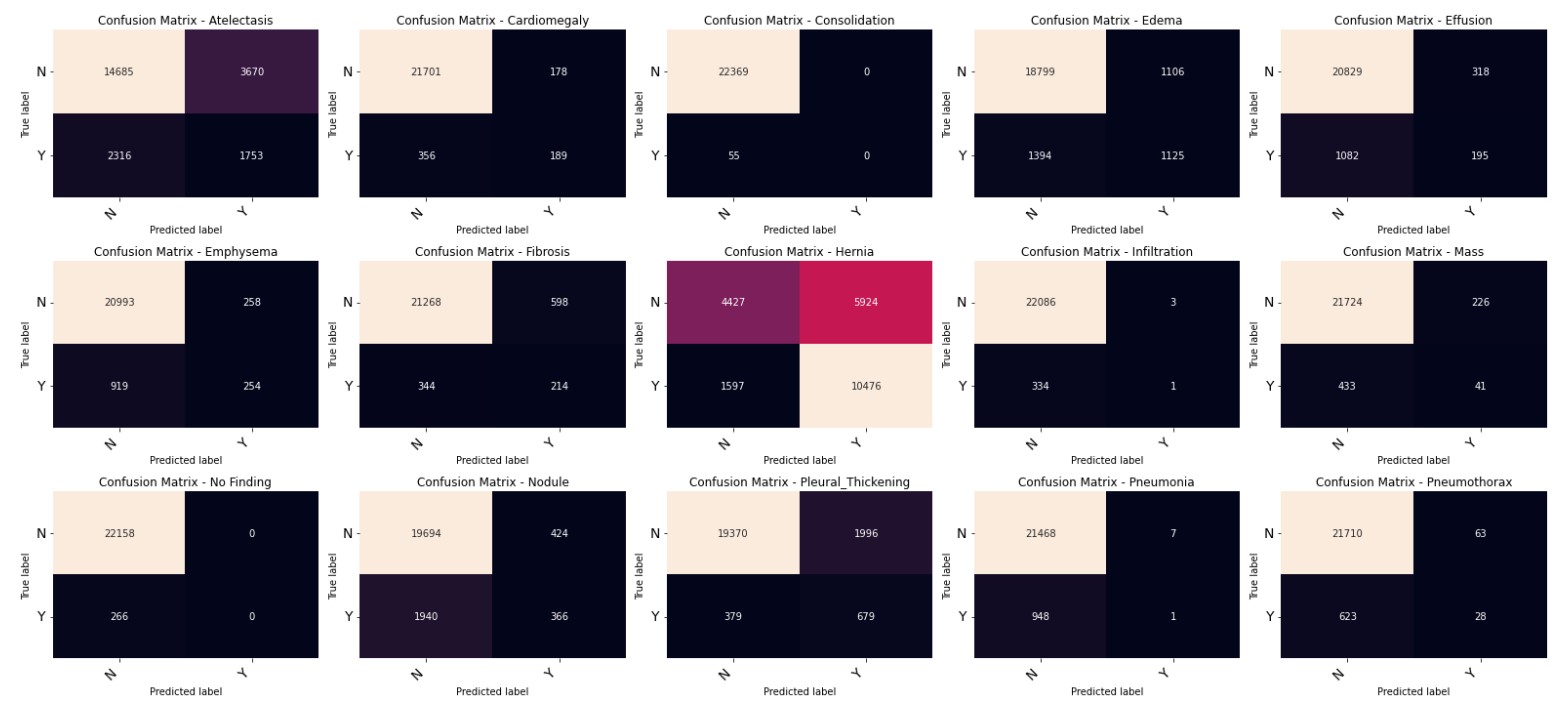 Confusion Matrix - Atelectasis
N
14685
3670
Y
2316
1753
True label
N
Y
Predicted label
Confusion Matrix - Cardiomegaly
N
21701
178
Y
356
189
True label
N
Y
Predicted label
Confusion Matrix - Consolidation
N
22369
0
Y
55
0
True label
N
Y
Predicted label
Confusion Matrix - Edema
N
18799
1106
Y
1394
1125
True label
N
Y
Predicted label
Confusion Matrix - Effusion
N
20829
318
Y
1082
195
True label
N
Y
Predicted label
Confusion Matrix - Emphysema
N
20993
258
Y
919
254
True label
N
Y
Predicted label
Confusion Matrix - Fibrosis
N
21268
598
Y
344
214
True label
N
Y
Predicted label
Confusion Matrix - Hernia
N
4427
5924
Y
1597
10476
True label
N
Y
Predicted label
Confusion Matrix - Infiltration
N
22086
3
Y
334
1
True label
N
Y
Predicted label
Confusion Matrix - Mass
N
21724
226
Y
433
41
True label
N
Y
Predicted label
Confusion Matrix - No Finding
N
22158
0
Y
266
0
True label
N
Y
Predicted label
Confusion Matrix - Nodule
N
19694
424
Y
1940
366
True label
N
Y
Predicted label
Confusion Matrix - Pleural_Thickening
N
19370
1996
Y
379
679
True label
N
Y
Predicted label
Confusion Matrix - Pneumonia
N
21468
7
Y
948
1
True label
N
Y
Predicted label
Confusion Matrix - Pneumothorax
N
21710
63
Y
623
28
True label
N
Y
Predicted label